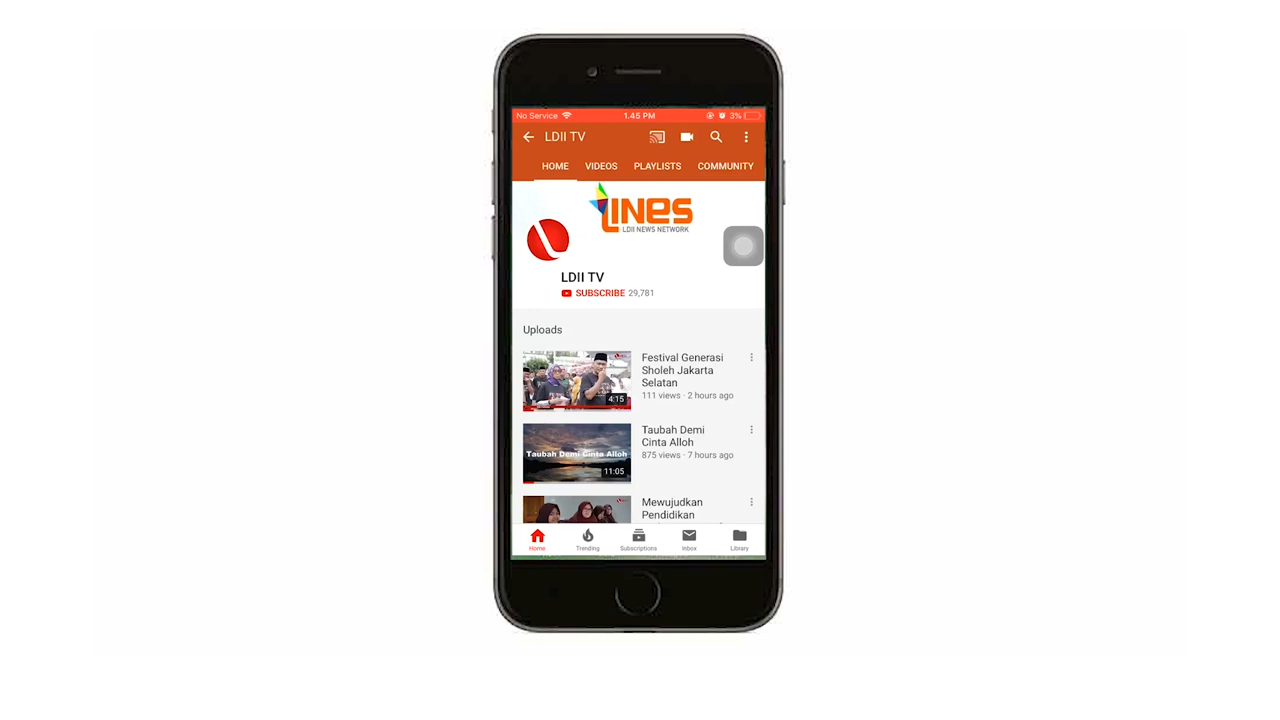 No Service 1.45 PM 3%
LDII TV
HOME VIDEOS PLAYLISTS COMMUNITY
LINES
LDII NEWS NETWORK
LDII TV
SUBSCRIBE 29,781
Uploads
Festival Generasi
Sholeh Jakarta
Selatan
111 views · 2 hours ago
4:15
Taubah Demi
Cinta Alloh
875 views · 7 hours ago
Taubah Demi Cinta Alloh
11:05
Mewujudkan
Pendidikan
Home Trending Subscriptions Inbox Library